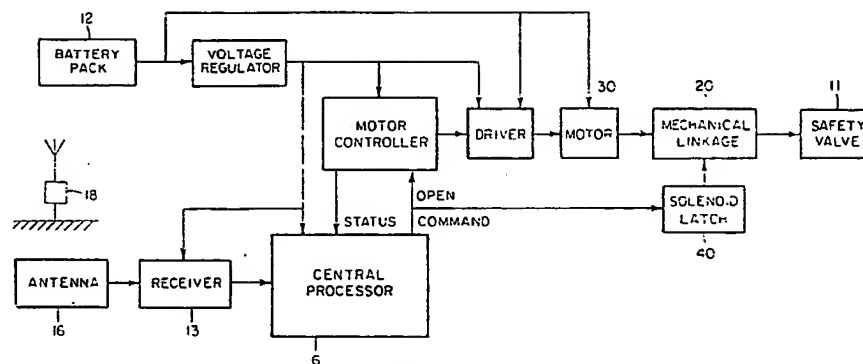 12
BATTERY
PACK
VOLTAGE
REGULATOR
30
20
11
MOTOR
CONTROLLER
DRIVER
MOTOR
MECHANICAL
LINKAGE
SAFETY
VALVE
18
OPEN
STATUS
COMMAND
SOLENOID
LATCH
40
ANTENNA
RECEIVER
CENTRAL
PROCESSOR
16
13
6